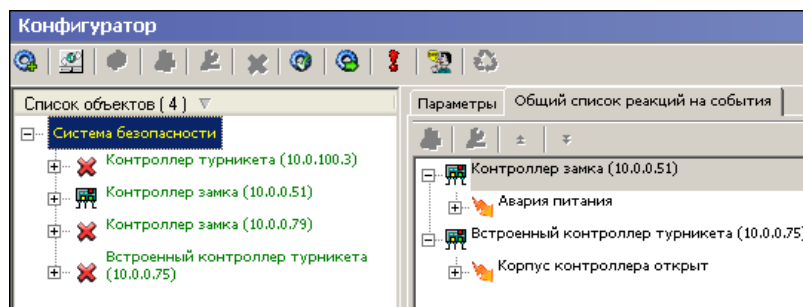 Конфигуратор
Список объектов ( 4 )
Система безопасности
Контроллер турникета (10.0.100.3)
Контроллер замка (10.0.0.51)
Контроллер замка (10.0.0.79)
Встроенный контроллер турникета
(10.0.0.75)
Параметры Общий список реакций на события
Контроллер замка (10.0.0.51)
Авария питания
Встроенный контроллер турникета (10.0.0.75)
Корпус контроллера открыт